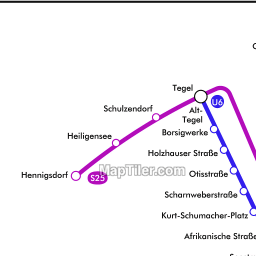 Tegel
U6
Alt-
Tegel
Schulzendorf
Borsigwerke
Heiligensee
Holzhauser Straße
Hennigsdorf
S25
MapTiler.com
Otisstraße
Scharnweberstraße
Kurt-Schumacher-Platz
Afrikanische Straße